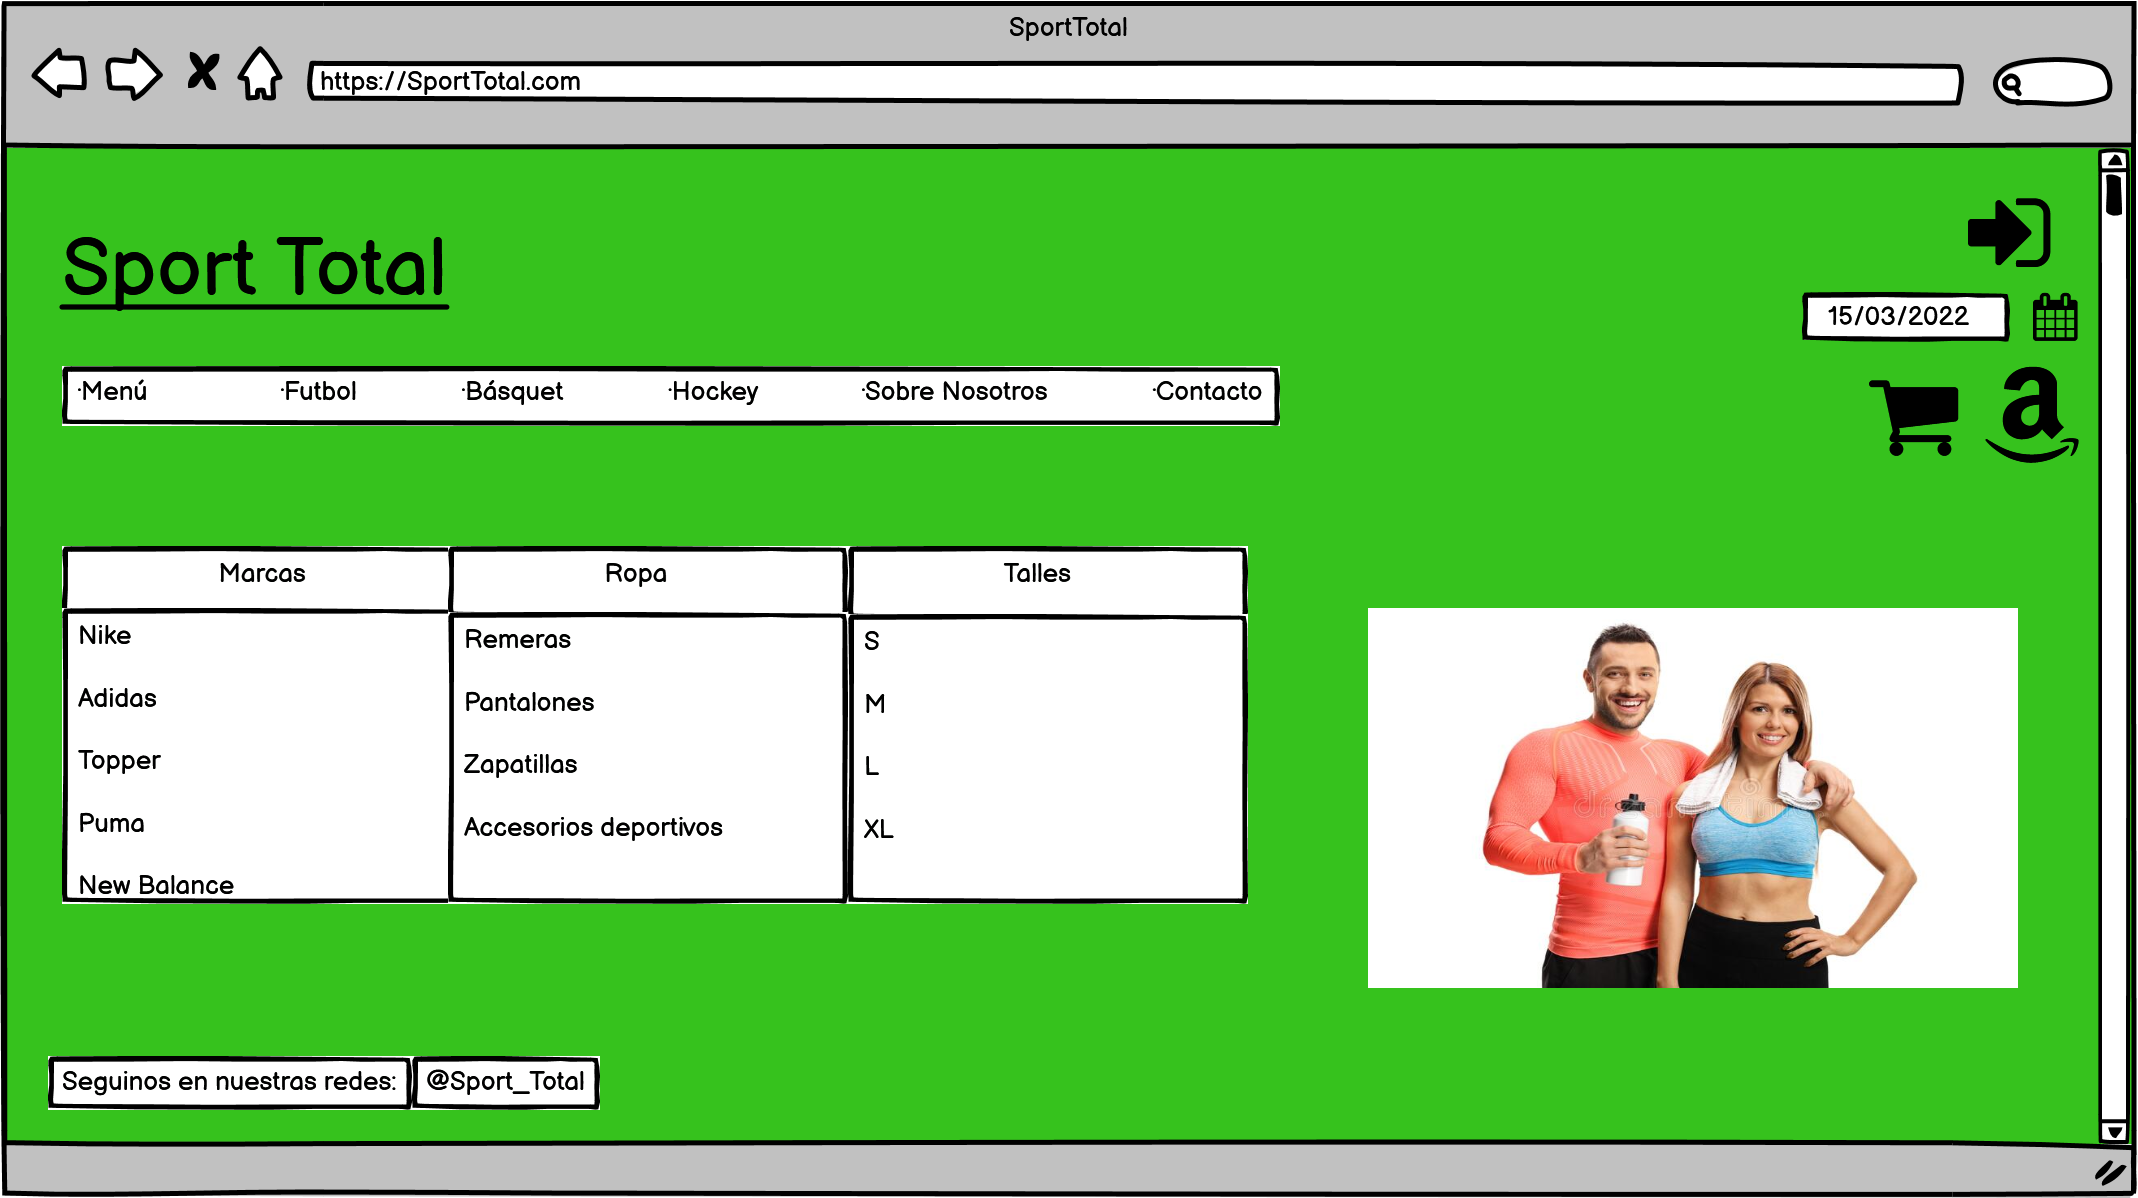 SportTotal
https://SportTotal.com
Sport Total
15/03/2022
·Menú ·Futbol ·Básquet ·Hockey ·Sobre Nosotros ·Contacto
Marcas Ropa Talles
Nike Remeras S
Adidas Pantalones M
Topper Zapatillas L
Puma Accesorios deportivos XL
New Balance
Seguinos en nuestras redes: @Sport_Total